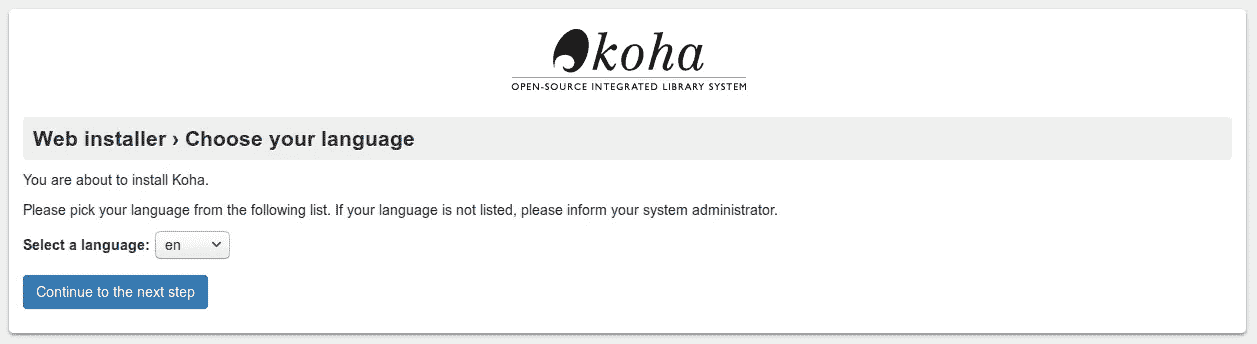 koha
OPEN-SOURCE INTEGRATED LIBRARY SYSTEM
Web installer › Choose your language
You are about to install Koha.
Please pick your language from the following list. If your language is not listed, please inform your system administrator.
Select a language: en
Continue to the next step